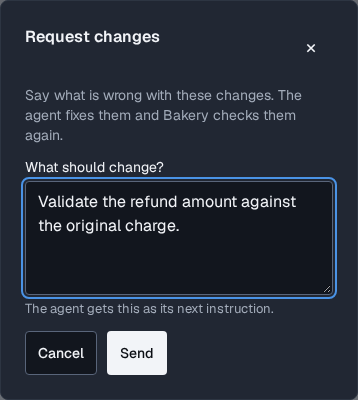 Request changes
Say what is wrong with these changes. The
agent fixes them and Bakery checks them
again.
What should change?
Validate the refund amount against
the original charge.
The agent gets this as its next instruction.
Cancel
Send